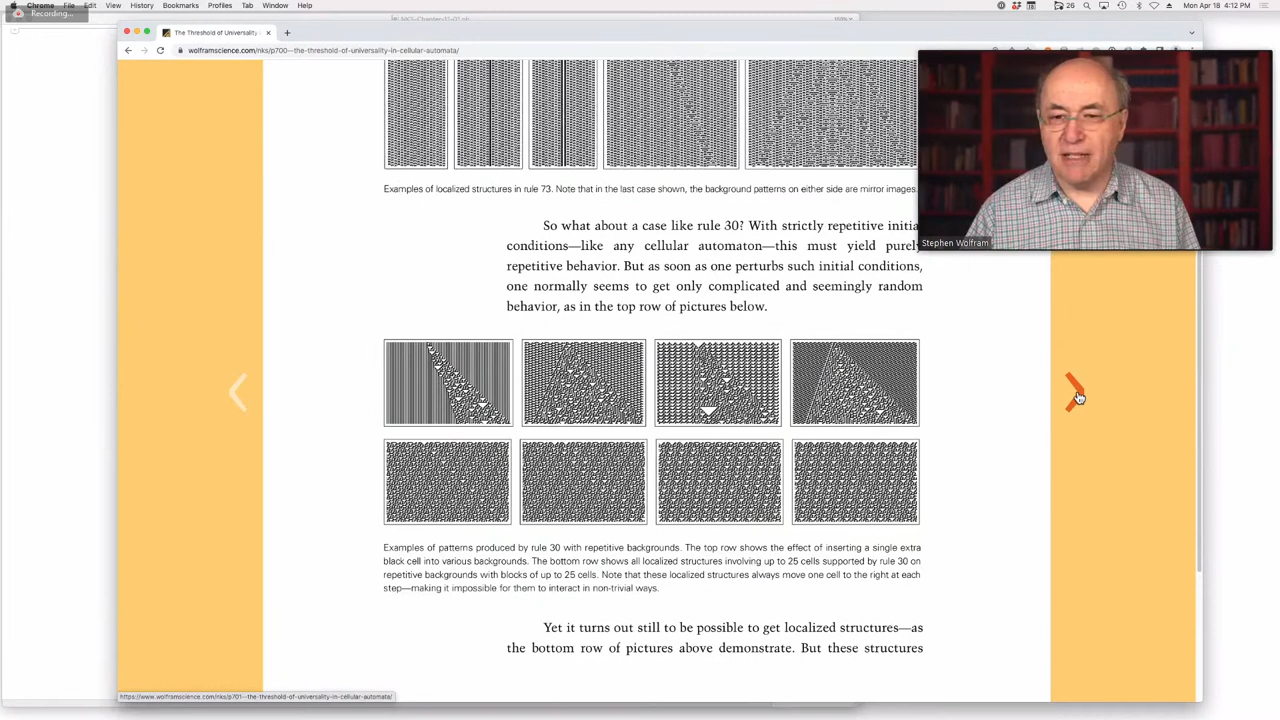 Chrome File Edit View History Bookmarks Profiles Tab Window Help
26 Mon Apr 18 4:12 PM
Recording...
The Threshold of Universality
wolframscience.com/nks/p700--the-threshold-of-universality-in-cellular-automata/
Examples of localized structures in rule 73. Note that in the last case shown, the background patterns on either side are mirror images.
Stephen Wolfram
So what about a case like rule 30? With strictly repetitive initial
conditions—like any cellular automaton—this must yield purely
repetitive behavior. But as soon as one perturbs such initial conditions,
one normally seems to get only complicated and seemingly random
behavior, as in the top row of pictures below.
Examples of patterns produced by rule 30 with repetitive backgrounds. The top row shows the effect of inserting a single extra
black cell into various backgrounds. The bottom row shows all localized structures involving up to 25 cells supported by rule 30 on
repetitive backgrounds with blocks of up to 25 cells. Note that these localized structures always move one cell to the right at each
step—making it impossible for them to interact in non-trivial ways.
Yet it turns out still to be possible to get localized structures—as
the bottom row of pictures above demonstrate. But these structures
https://www.wolframscience.com/nks/p701--the-threshold-of-universality-in-cellular-automata/